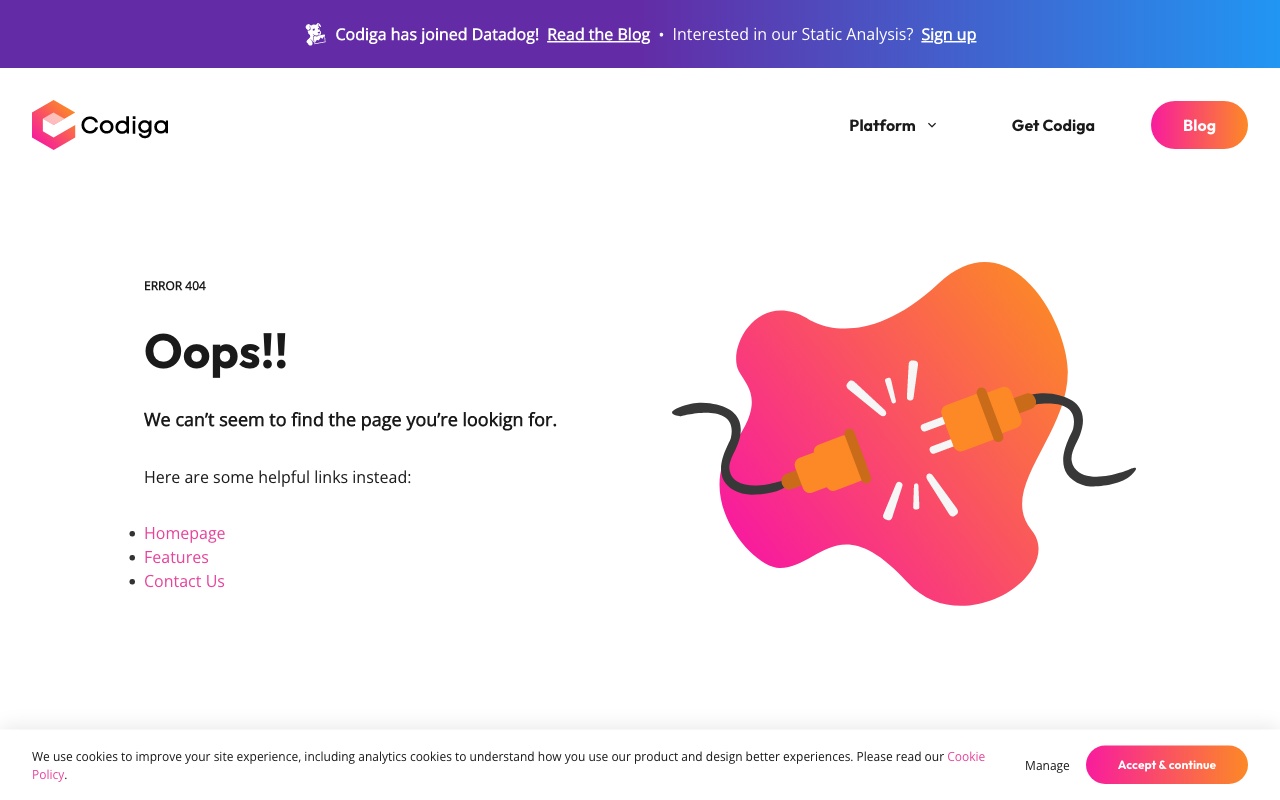 Codiga has joined Datadog! Read the Blog • Interested in our Static Analysis? Sign up
Codiga
Platform
Get Codiga
Blog
ERROR 404
Oops!!
We can’t seem to find the page you’re lookign for.
Here are some helpful links instead:
• Homepage
• Features
• Contact Us
We use cookies to improve your site experience, including analytics cookies to understand how you use our product and design better experiences. Please read our Cookie
Policy.
Manage
Accept & continue